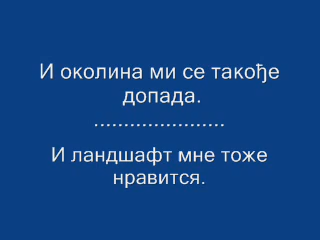 И околина ми се такође
допада.
......................
И ландшафт мне тоже
нравится.